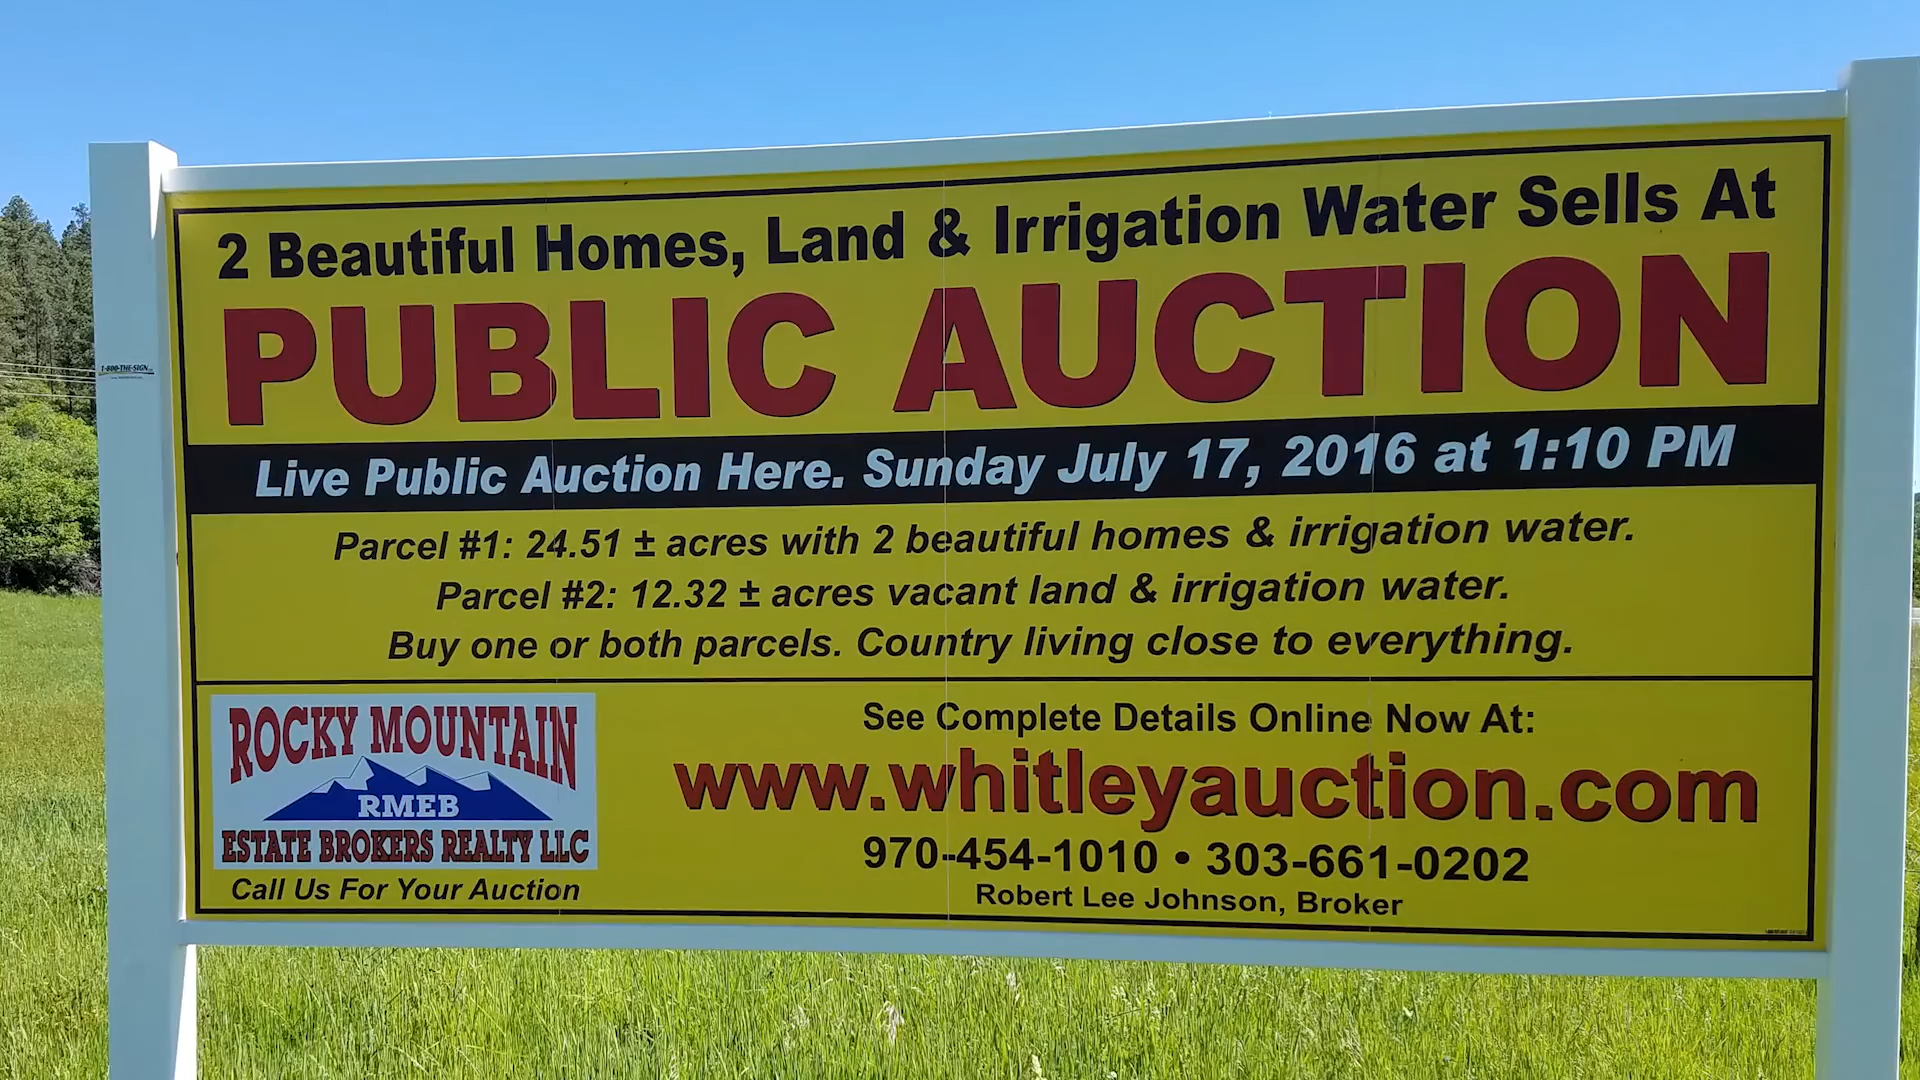 2 Beautiful Homes, Land & Irrigation Water Sells At
PUBLIC AUCTION
Live Public Auction Here. Sunday July 17, 2016 at 1:10 PM
Parcel #1: 24.51 ± acres with 2 beautiful homes & irrigation water.
Parcel #2: 12.32 ± acres vacant land & irrigation water.
Buy one or both parcels. Country living close to everything.
ROCKY MOUNTAIN
RMEB
ESTATE BROKERS REALTY LLC
Call Us For Your Auction
See Complete Details Online Now At:
www.whitleyauction.com
970-454-1010 • 303-661-0202
Robert Lee Johnson, Broker
1-800-THE-SIGN